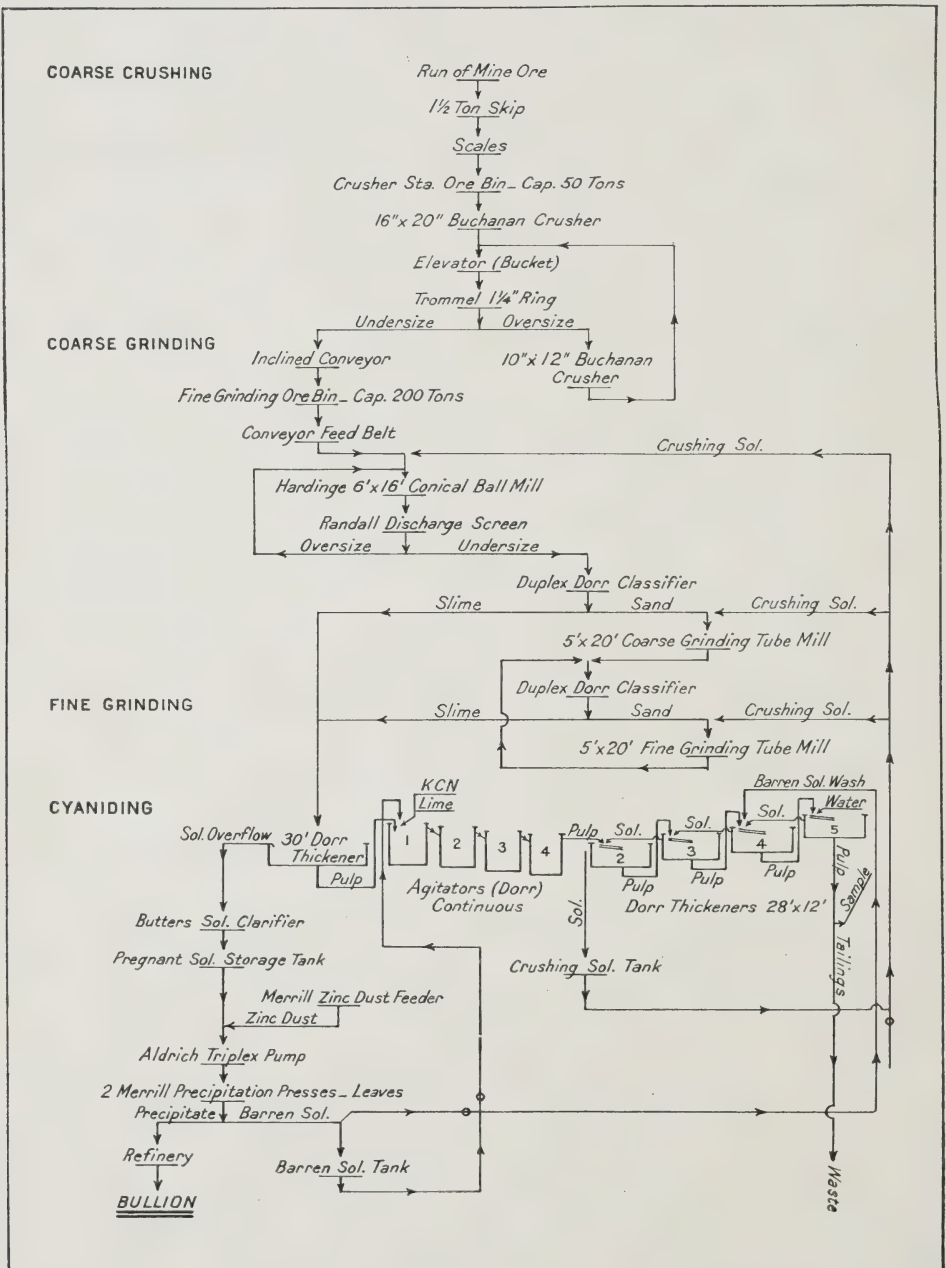 COARSE CRUSHING
Run of Mine Ore
1½ Ton Skip
Scales
Crusher Sta. Ore Bin_ Cap. 50 Tons
16"x 20" Buchanan Crusher
Elevator (Bucket)
Trommel 1¼" Ring
Undersize Oversize
COARSE GRINDING
Inclined Conveyor
10"x 12" Buchanan
Crusher
Fine Grinding Ore Bin_ Cap. 200 Tons
Conveyor Feed Belt
Crushing Sol.
Hardinge 6'x16' Conical Ball Mill
Randall Discharge Screen
Oversize Undersize
Duplex Dorr Classifier
Slime Sand Crushing Sol.
5'x 20' Coarse Grinding Tube Mill
Duplex Dorr Classifier
FINE GRINDING
Slime Sand Crushing Sol.
5'x20' Fine Grinding Tube Mill
CYANIDING
KCN
Lime
Barren Sol. Wash
Water
Sol. Overflow
30' Dorr
Thickener
Pulp
1 2 3 4
Agitators (Dorr)
Continuous
Pulp Sol. Sol. Sol.
2 3 4 5
Pulp Pulp Pulp
Dorr Thickeners 28'x12'
Pulp
Sample
Tailings
Waste
Sol.
Crushing Sol. Tank
Butters Sol. Clarifier
Pregnant Sol. Storage Tank
Merrill Zinc Dust Feeder
Zinc Dust
Aldrich Triplex Pump
2 Merrill Precipitation Presses_ Leaves
Precipitate Barren Sol.
Refinery
Barren Sol. Tank
BULLION